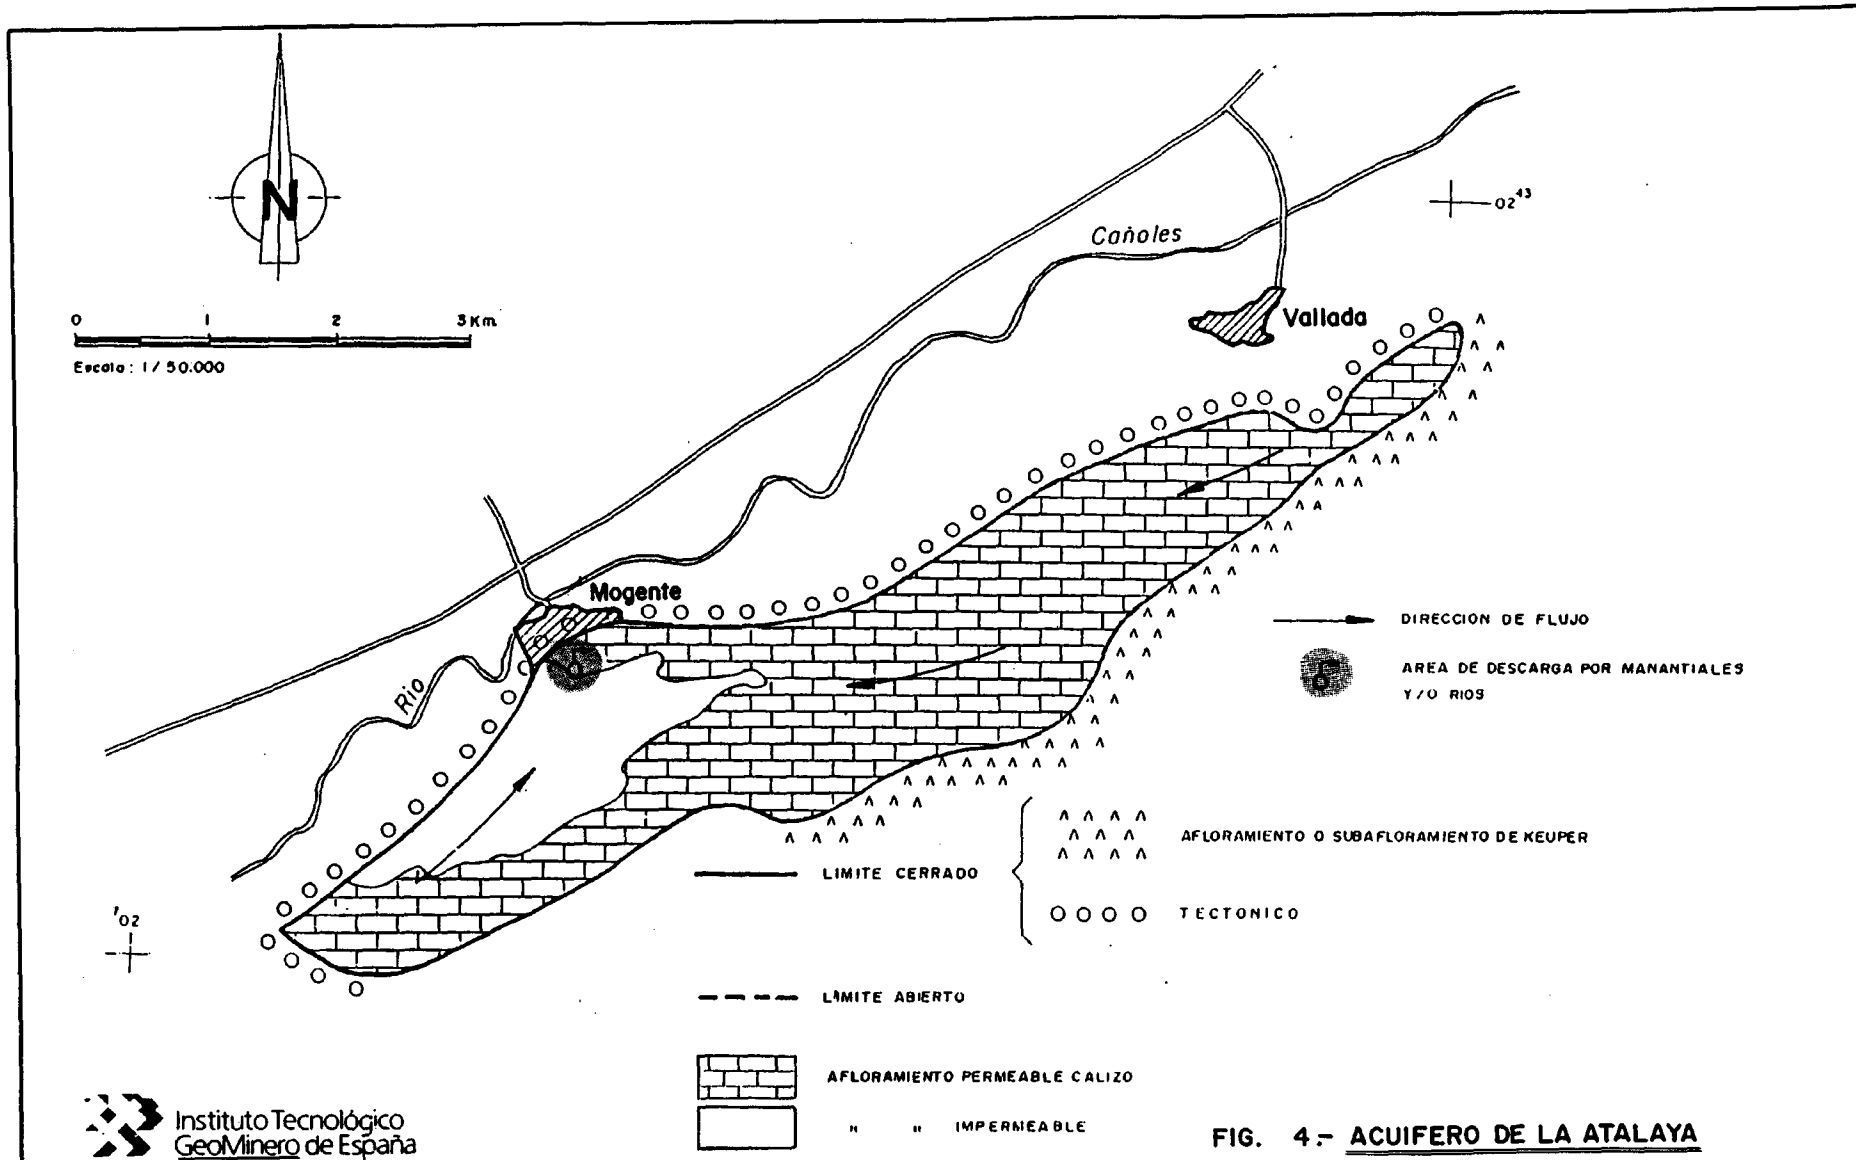 N
0 1 2 3 Km.
Escala: 1/50.000
Cañoles
02⁴³
Vallada
Mogente
Rio
DIRECCION DE FLUJO
AREA DE DESCARGA POR MANANTIALES
Y/O RIOS
AFLORAMIENTO O SUBAFLORAMIENTO DE KEUPER
LIMITE CERRADO
TECTONICO
02
LIMITE ABIERTO
AFLORAMIENTO PERMEABLE CALIZO
" " IMPERMEABLE
Instituto Tecnológico
GeoMinero de España
FIG. 4.- ACUIFERO DE LA ATALAYA